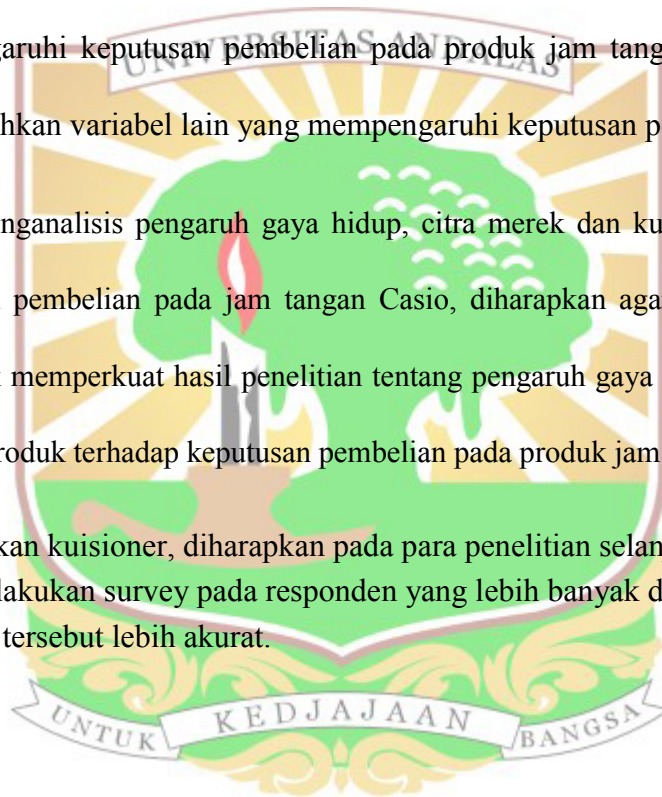 UNIVERSITAS ANDALAS
garuhi keputusan pembelian pada produk jam tang
hkan variabel lain yang mempengaruhi keputusan p
nganalisis pengaruh gaya hidup, citra merek dan ku
pembelian pada jam tangan Casio, diharapkan aga
memperkuat hasil penelitian tentang pengaruh gaya
roduk terhadap keputusan pembelian pada produk jam
kan kuisioner, diharapkan pada para penelitian selan
lakukan survey pada responden yang lebih banyak d
tersebut lebih akurat.
UNTUK KEDJAJAAN BANGSA